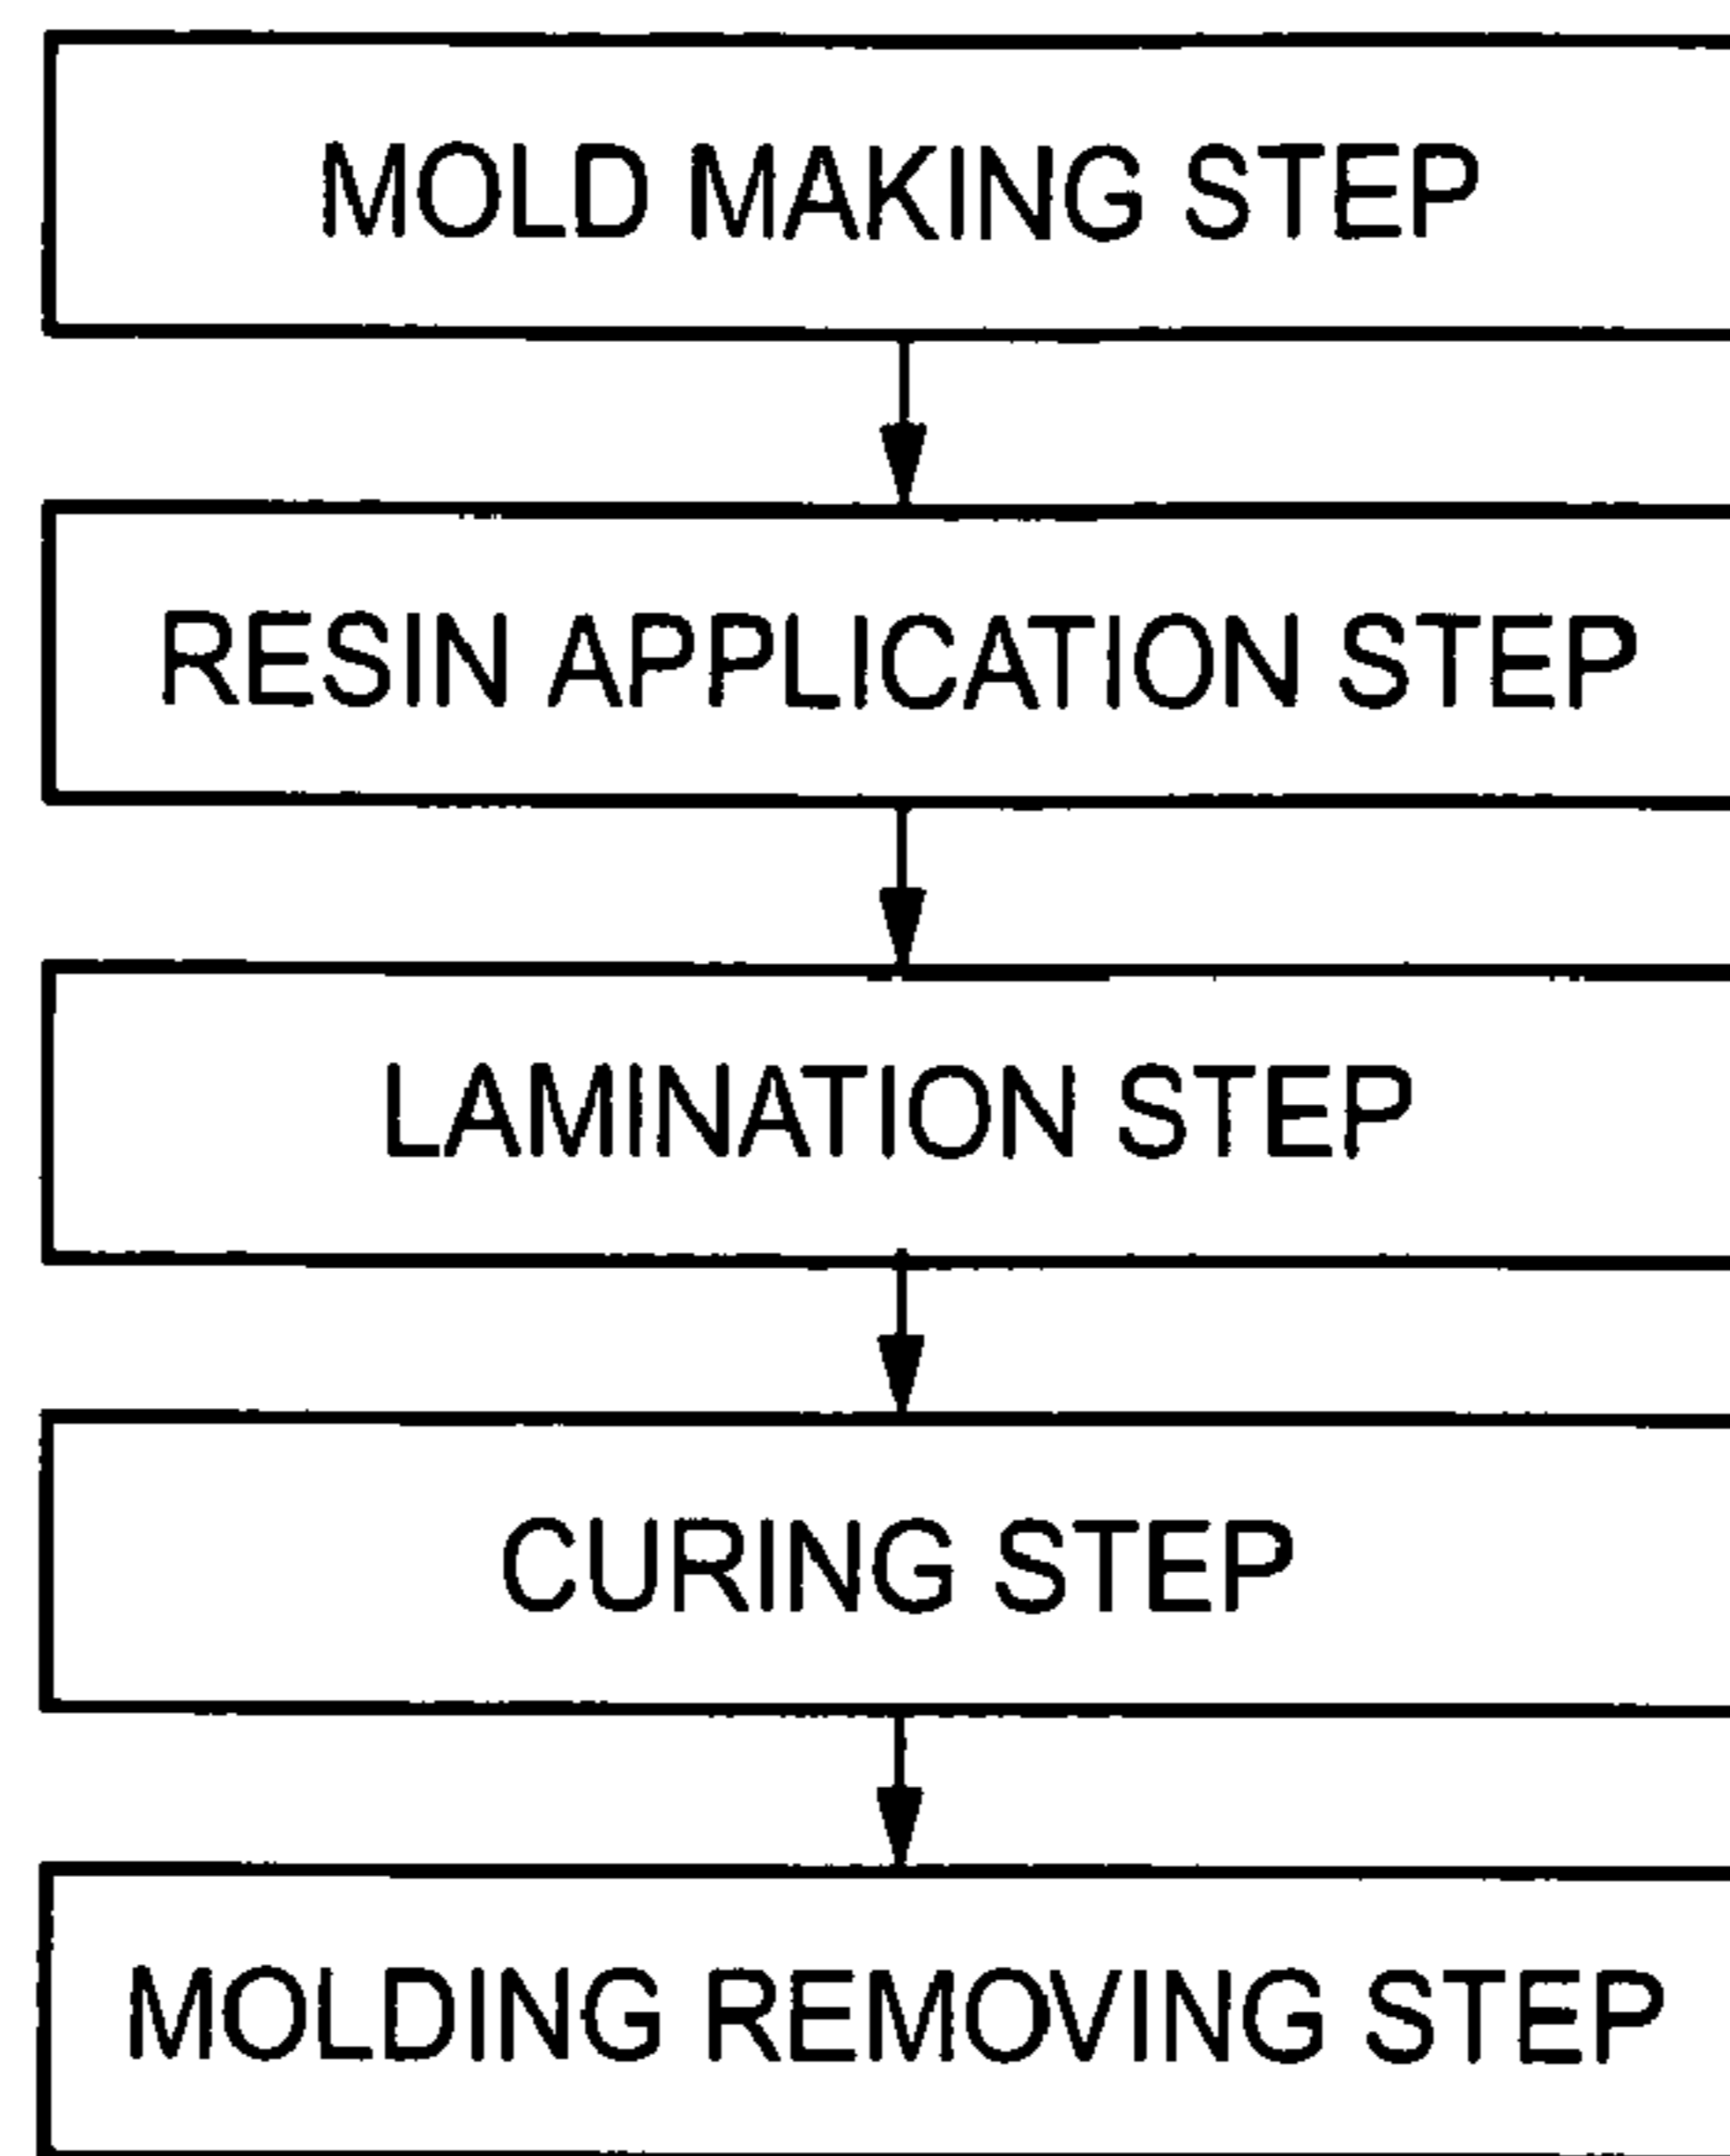 MOLD MAKING STEP
RESIN APPLICATION STEP
LAMINATION STEP
CURING STEP
MOLDING REMOVING STEP